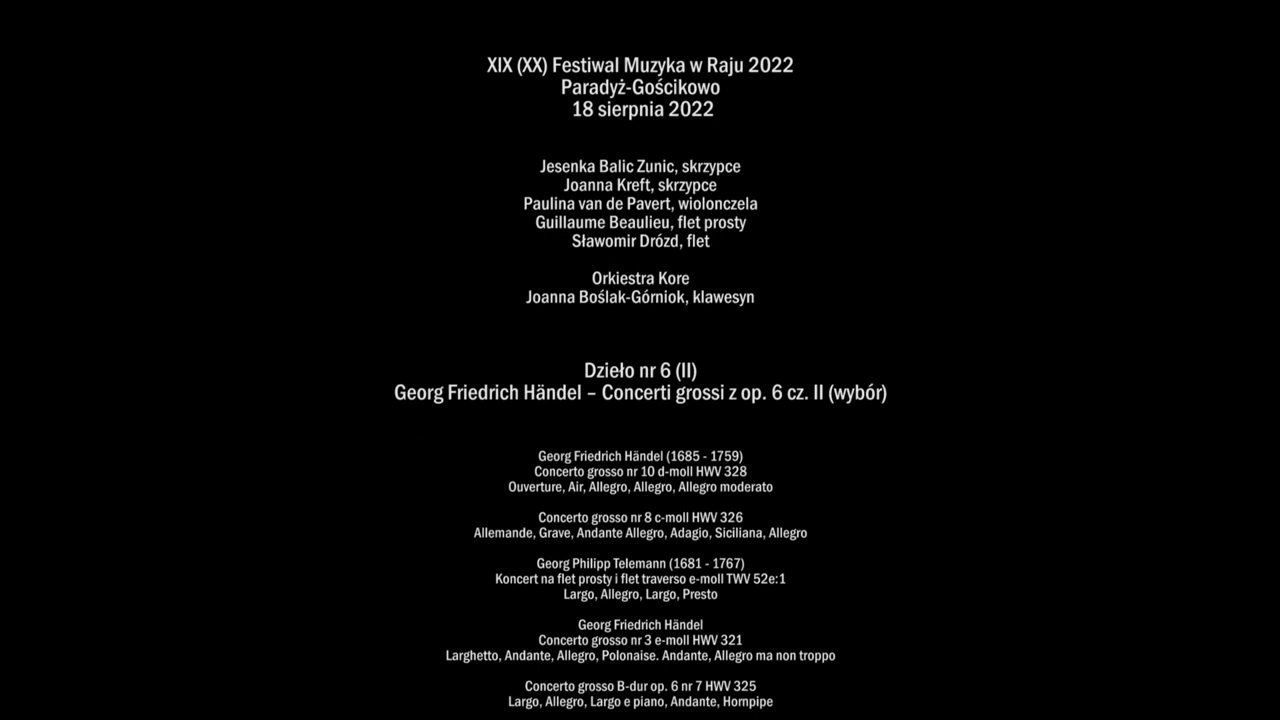 XIX (XX) Festiwal Muzyka w Raju 2022
Paradyż-Gościkowo
18 sierpnia 2022
Jesenka Balic Zunic, skrzypce
Joanna Kreft, skrzypce
Paulina van de Pavert, wiolonczela
Guillaume Beaulieu, flet prosty
Sławomir Drózd, flet
Orkiestra Kore
Joanna Boślak-Górniok, klawesyn
Dzieło nr 6 (II)
Georg Friedrich Händel – Concerti grossi z op. 6 cz. II (wybór)
Georg Friedrich Händel (1685 - 1759)
Concerto grosso nr 10 d-moll HWV 328
Ouverture, Air, Allegro, Allegro, Allegro moderato
Concerto grosso nr 8 c-moll HWV 326
Allemande, Grave, Andante Allegro, Adagio, Siciliana, Allegro
Georg Philipp Telemann (1681 - 1767)
Koncert na flet prosty i flet traverso e-moll TWV 52e:1
Largo, Allegro, Largo, Presto
Georg Friedrich Händel
Concerto grosso nr 3 e-moll HWV 321
Larghetto, Andante, Allegro, Polonaise. Andante, Allegro ma non troppo
Concerto grosso B-dur op. 6 nr 7 HWV 325
Largo, Allegro, Largo e piano, Andante, Hornpipe